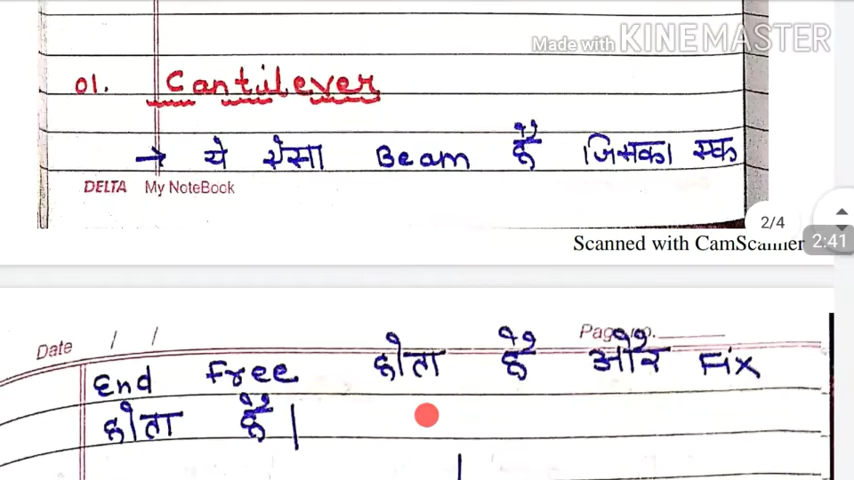 Made with KINEMASTER
01. Cantilever
→ ये ऐसा Beam हैं जिसका एक
DELTA My NoteBook
2/4
2:41
Scanned with CamScanner
Date / / Page no.
End Free होता हैं और Fix
होता हैं |